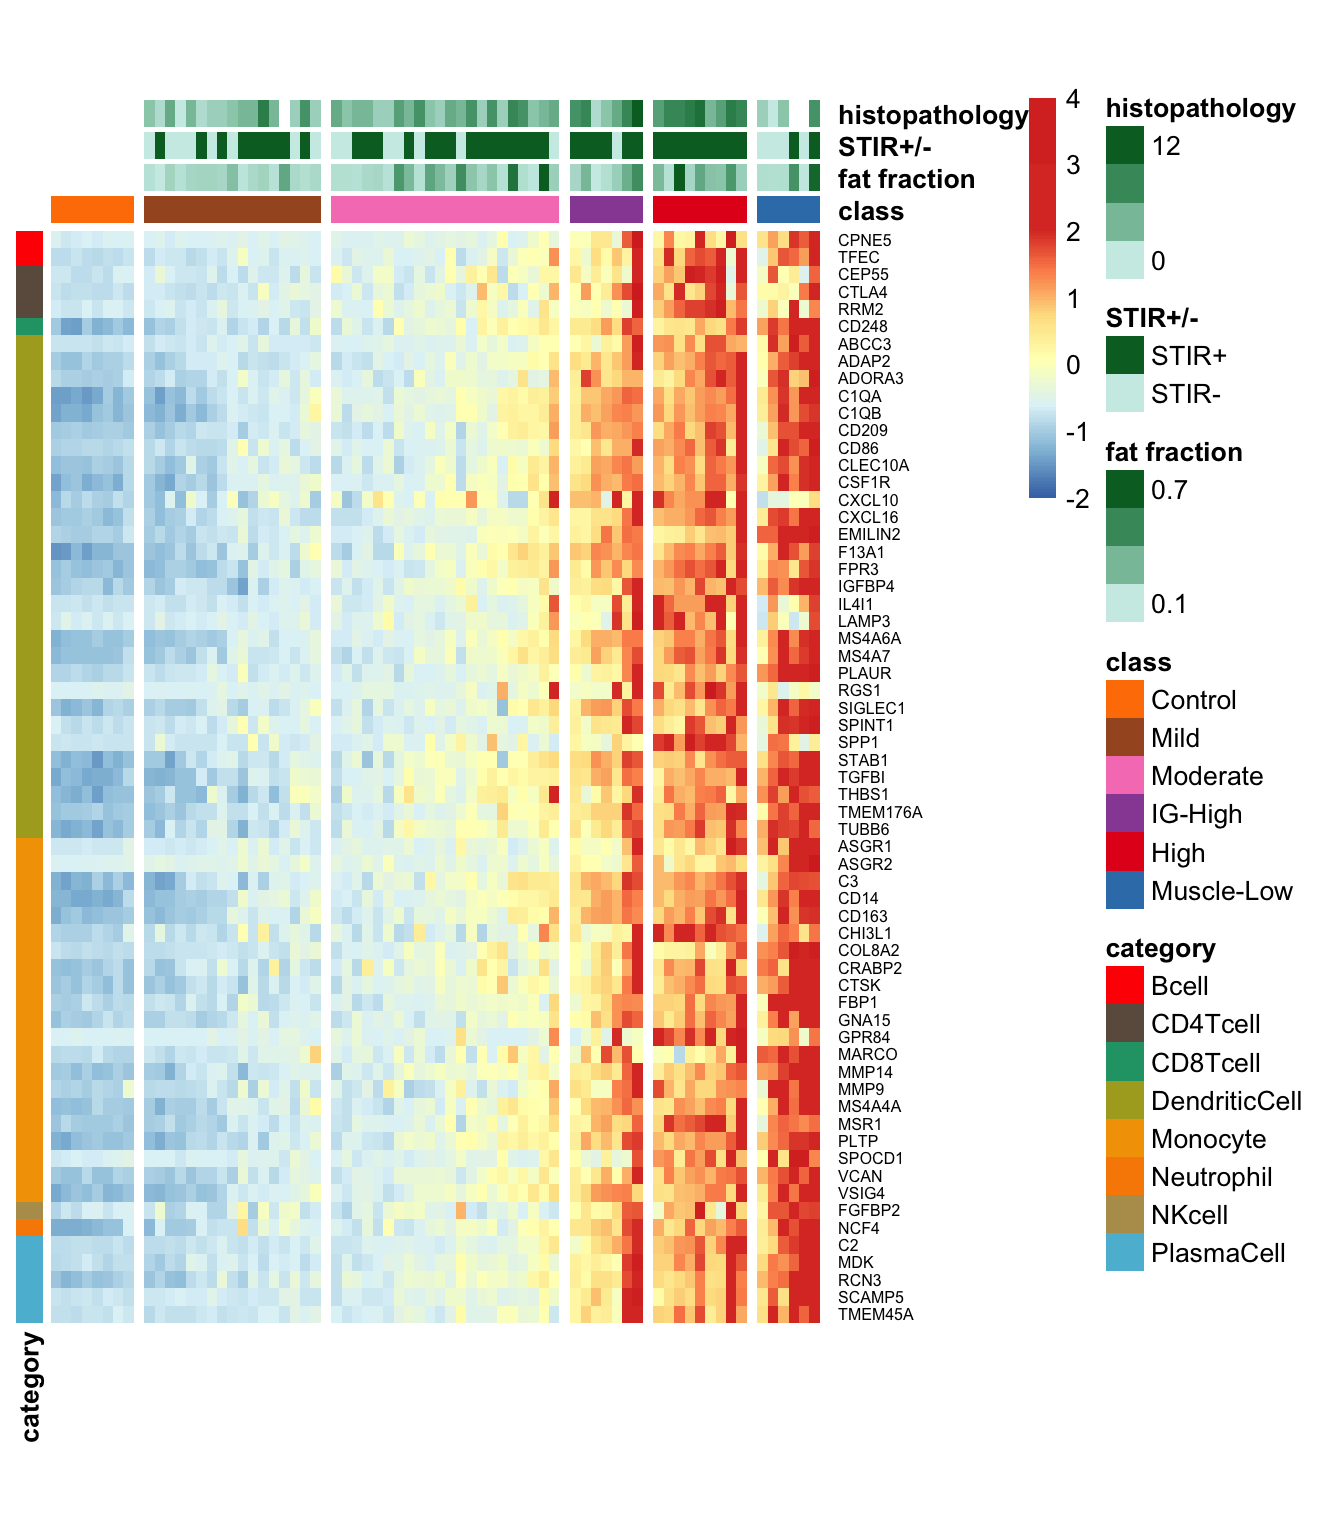 histopathology
STIR+/-
fat fraction
class
CPNE5
TFEC
CEP55
CTLA4
RRM2
CD248
ABCC3
ADAP2
ADORA3
C1QA
C1QB
CD209
CD86
CLEC10A
CSF1R
CXCL10
CXCL16
EMILIN2
F13A1
FPR3
IGFBP4
IL4I1
LAMP3
MS4A6A
MS4A7
PLAUR
RGS1
SIGLEC1
SPINT1
SPP1
STAB1
TGFBI
THBS1
TMEM176A
TUBB6
ASGR1
ASGR2
C3
CD14
CD163
CHI3L1
COL8A2
CRABP2
CTSK
FBP1
GNA15
GPR84
MARCO
MMP14
MMP9
MS4A4A
MSR1
PLTP
SPOCD1
VCAN
VSIG4
FGFBP2
NCF4
C2
MDK
RCN3
SCAMP5
TMEM45A
category
4
3
2
1
0
-1
-2
histopathology
12
0
STIR+/-
STIR+
STIR-
fat fraction
0.7
0.1
class
Control
Mild
Moderate
IG-High
High
Muscle-Low
category
Bcell
CD4Tcell
CD8Tcell
DendriticCell
Monocyte
Neutrophil
NKcell
PlasmaCell